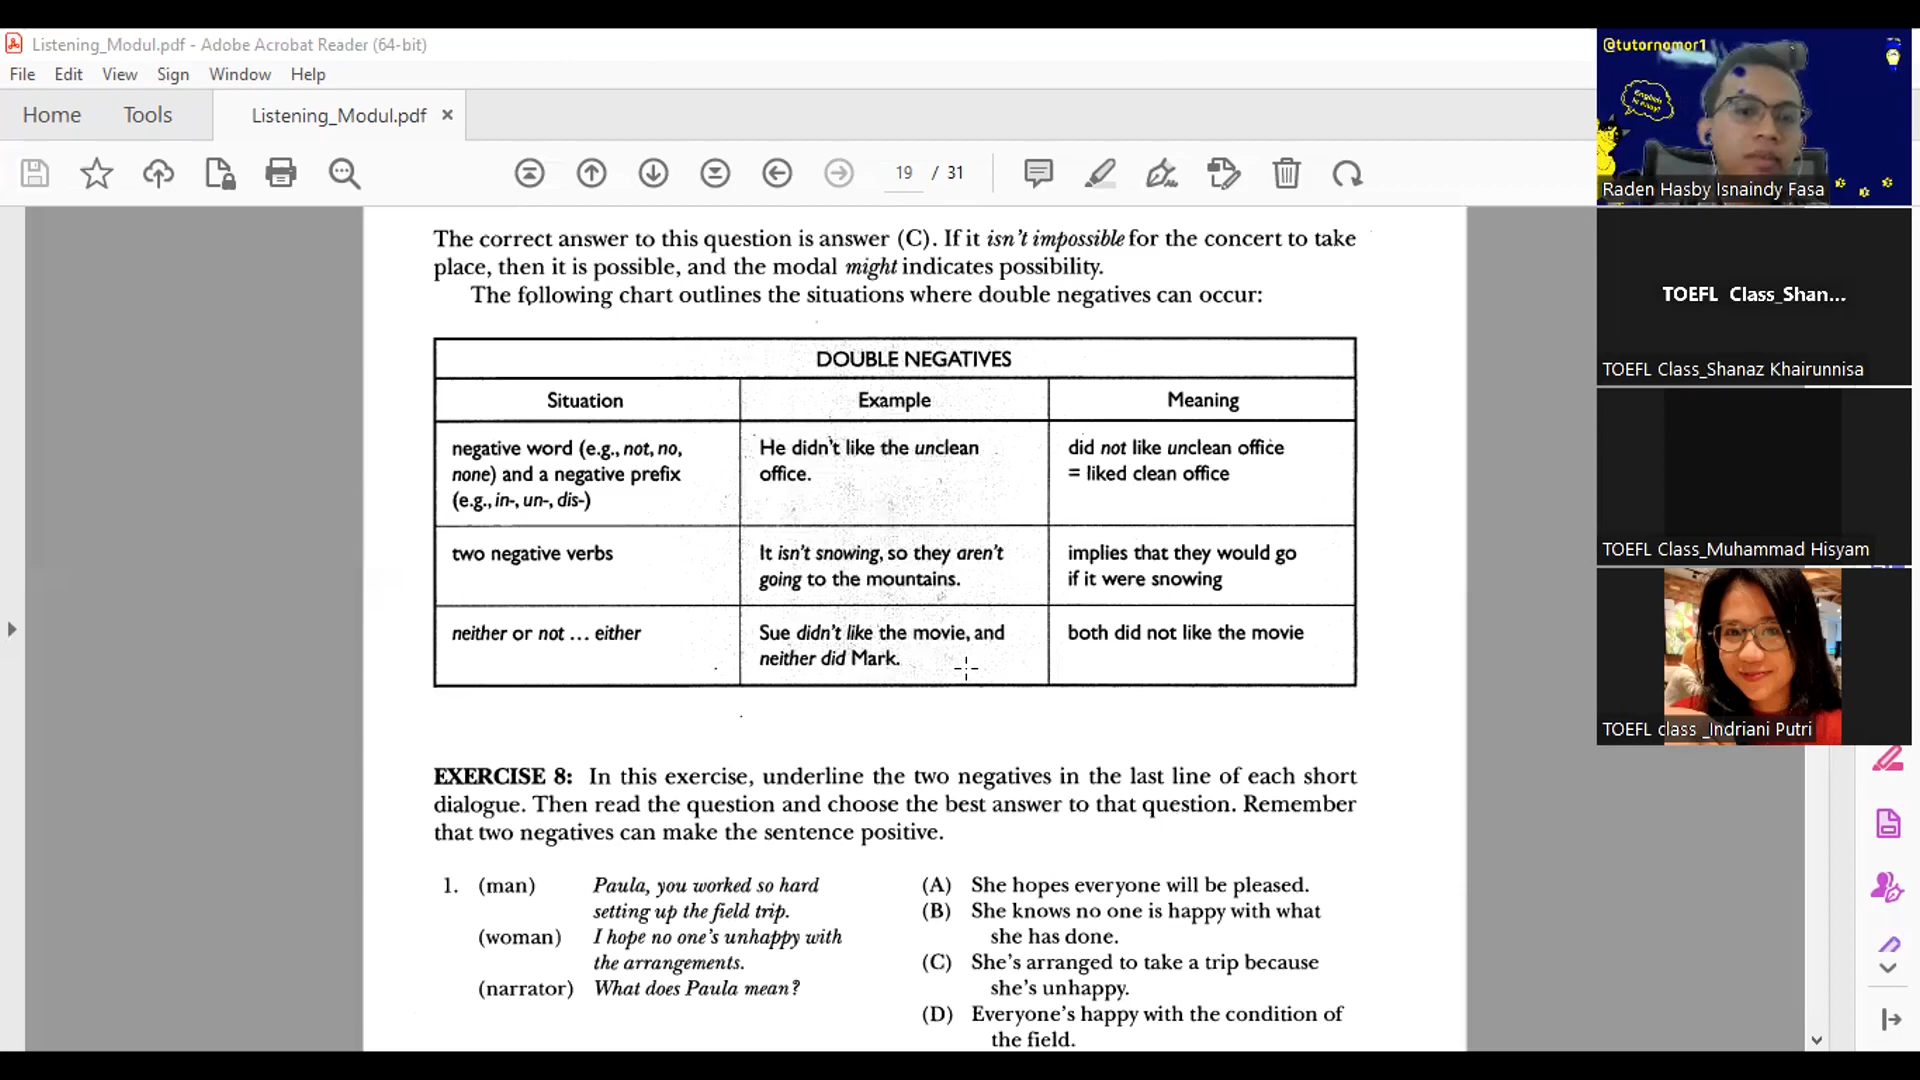 Listening_Modul.pdf - Adobe Acrobat Reader (64-bit)
File Edit View Sign Window Help
Home Tools Listening_Modul.pdf ×
19 / 31
The correct answer to this question is answer (C). If it isn't impossible for the concert to take
place, then it is possible, and the modal might indicates possibility.
The following chart outlines the situations where double negatives can occur:
DOUBLE NEGATIVES
Situation Example Meaning
negative word (e.g., not, no,
none) and a negative prefix
(e.g., in-, un-, dis-)
He didn't like the unclean
office.
did not like unclean office
= liked clean office
two negative verbs
It isn't snowing, so they aren't
going to the mountains.
implies that they would go
if it were snowing
neither or not ... either
Sue didn't like the movie, and
neither did Mark.
both did not like the movie
EXERCISE 8: In this exercise, underline the two negatives in the last line of each short
dialogue. Then read the question and choose the best answer to that question. Remember
that two negatives can make the sentence positive.
1. (man) Paula, you worked so hard
setting up the field trip.
(woman) I hope no one's unhappy with
the arrangements.
(narrator) What does Paula mean?
(A) She hopes everyone will be pleased.
(B) She knows no one is happy with what
she has done.
(C) She's arranged to take a trip because
she's unhappy.
(D) Everyone's happy with the condition of
the field.
@tutornomor1
Raden Hasby Isnaindy Fasa
TOEFL Class_Shan...
TOEFL Class_Shanaz Khairunnisa
TOEFL Class_Muhammad Hisyam
TOEFL class _Indriani Putri